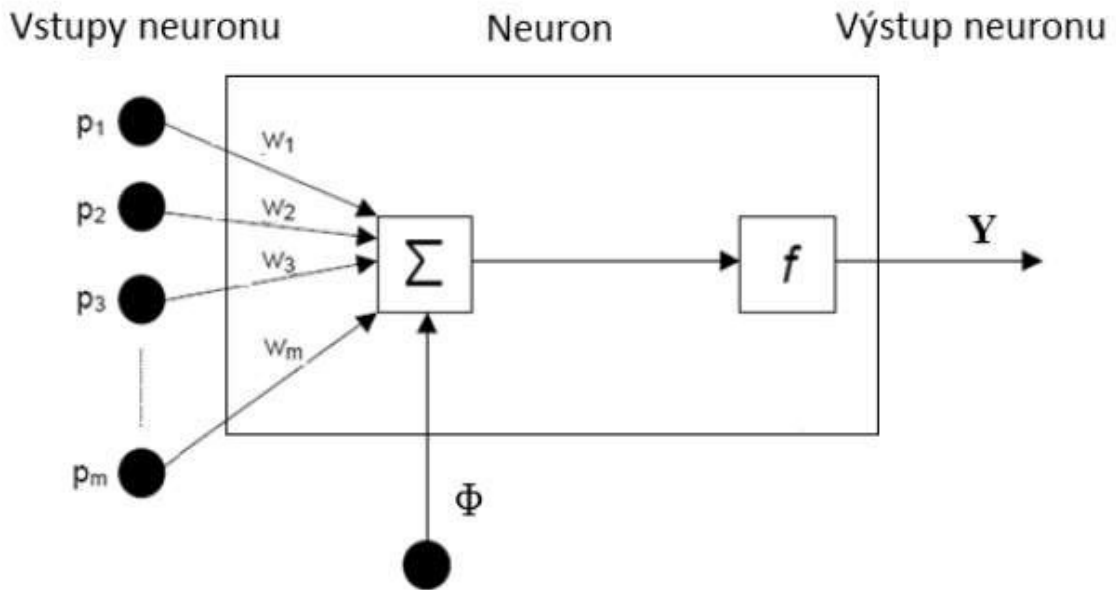 Vstupy neuronu
Neuron
Výstup neuronu
p₁
w₁
p₂
w₂
p₃
w₃
wₘ
pₘ
Σ
f
Y
Φ